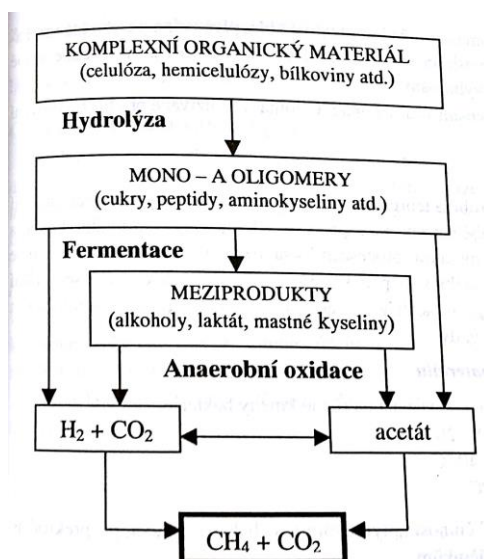 KOMPLEXNÍ ORGANICKÝ MATERIÁL
(celulóza, hemicelulózy, bílkoviny atd.)
Hydrolýza
MONO – A OLIGOMERY
(cukry, peptidy, aminokyseliny atd.)
Fermentace
MEZIPRODUKTY
(alkoholy, laktát, mastné kyseliny)
Anaerobní oxidace
H₂ + CO₂
acetát
CH₄ + CO₂